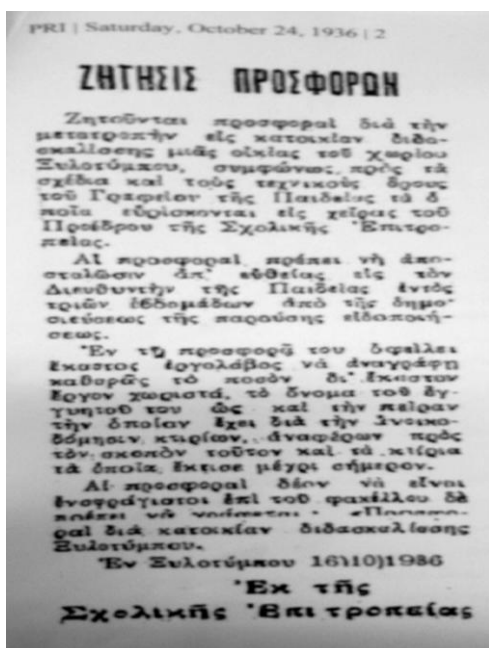 PRI | Saturday, October 24, 1936 | 2
ΖΗΤΗΣΙΣ ΠΡΟΣΦΟΡΩΝ
Ζητοῦνται προσφοραὶ διὰ τὴν
μετατροπὴν εἰς κατοικίαν διδα-
σκαλίσσης μιᾶς οἰκίας τοῦ χωρίου
Ξυλοτύμπου, συμφώνως πρὸς τὰ
σχέδια καὶ τοὺς τεχνικοὺς ὅρους
τοῦ Γραφείου τῆς Παιδείας τὰ ὁ-
ποῖα εὑρίσκονται εἰς χεῖρας τοῦ
Προέδρου τῆς Σχολικῆς Ἐπιτρο-
πείας.
Αἱ προσφοραὶ πρέπει νὰ ἀπο-
σταλῶσιν ἀπ' εὐθείας εἰς τὸν
Διευθυντὴν τῆς Παιδείας ἐντὸς
τριῶν ἑβδομάδων ἀπὸ τῆς δημο-
σιεύσεως τῆς παρούσης εἰδοποιή-
σεως.
Ἐν τῇ προσφορᾷ του ὀφείλει
ἕκαστος ἐργολάβος νὰ ἀναγράφῃ
καθαρῶς τὸ ποσὸν δι' ἕκαστον
ἔργον χωριστά, τὸ ὄνομα τοῦ ἐγ-
γυητοῦ του ὡς καὶ τὴν πεῖραν
τὴν ὁποίαν ἔχει διὰ τὴν ἀνοικο-
δόμησιν κτιρίων, ἀναφέρων πρὸς
τὸν σκοπὸν τοῦτον καὶ τὰ κτίρια
τὰ ὁποῖα ἔκτισε μέχρι σήμερον.
Αἱ προσφοραὶ δέον νὰ εἶναι
ἐνσφράγιστοι ἐπὶ τοῦ φακέλλου δὲ
πρέπει νὰ γράφεται «Προσφο-
ραὶ διὰ κατοικίαν διδασκαλίσσης
Ξυλοτύμπου.
Ἐν Ξυλοτύμπου 16)10)1936
Ἐκ τῆς
Σχολικῆς Ἐπιτροπείας